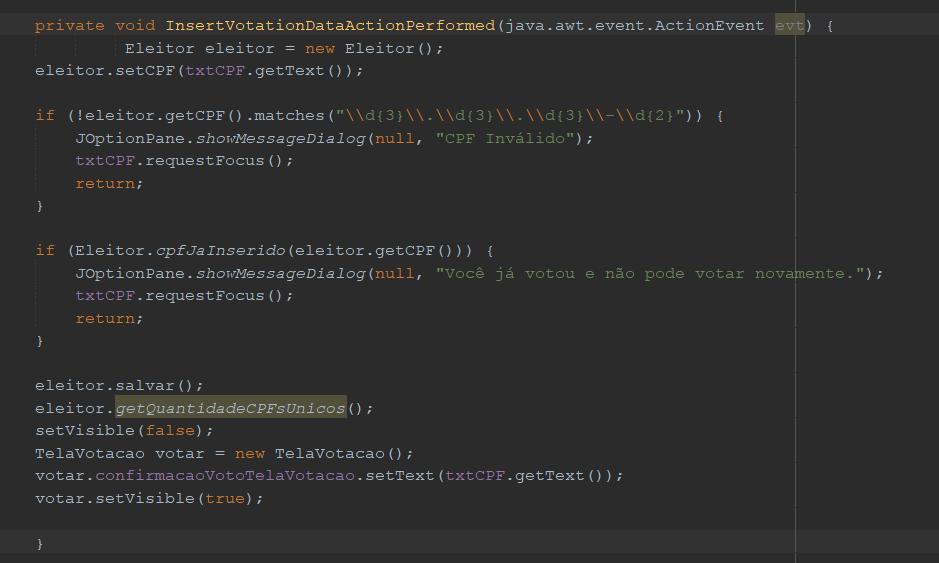 private void InsertVotationDataActionPerformed(java.awt.event.ActionEvent evt) {
Eleitor eleitor = new Eleitor();
eleitor.setCPF(txtCPF.getText());
if (!eleitor.getCPF().matches("\\d{3}\\.\\d{3}\\.\\d{3}\\-\\d{2}")) {
JOptionPane.showMessageDialog(null, "CPF Inválido");
txtCPF.requestFocus();
return;
}
if (Eleitor.cpfJaInserido(eleitor.getCPF())) {
JOptionPane.showMessageDialog(null, "Você já votou e não pode votar novamente.");
txtCPF.requestFocus();
return;
}
eleitor.salvar();
eleitor.getQuantidadeCPFsUnicos();
setVisible(false);
TelaVotacao votar = new TelaVotacao();
votar.confirmacaoVotoTelaVotacao.setText(txtCPF.getText());
votar.setVisible(true);
}